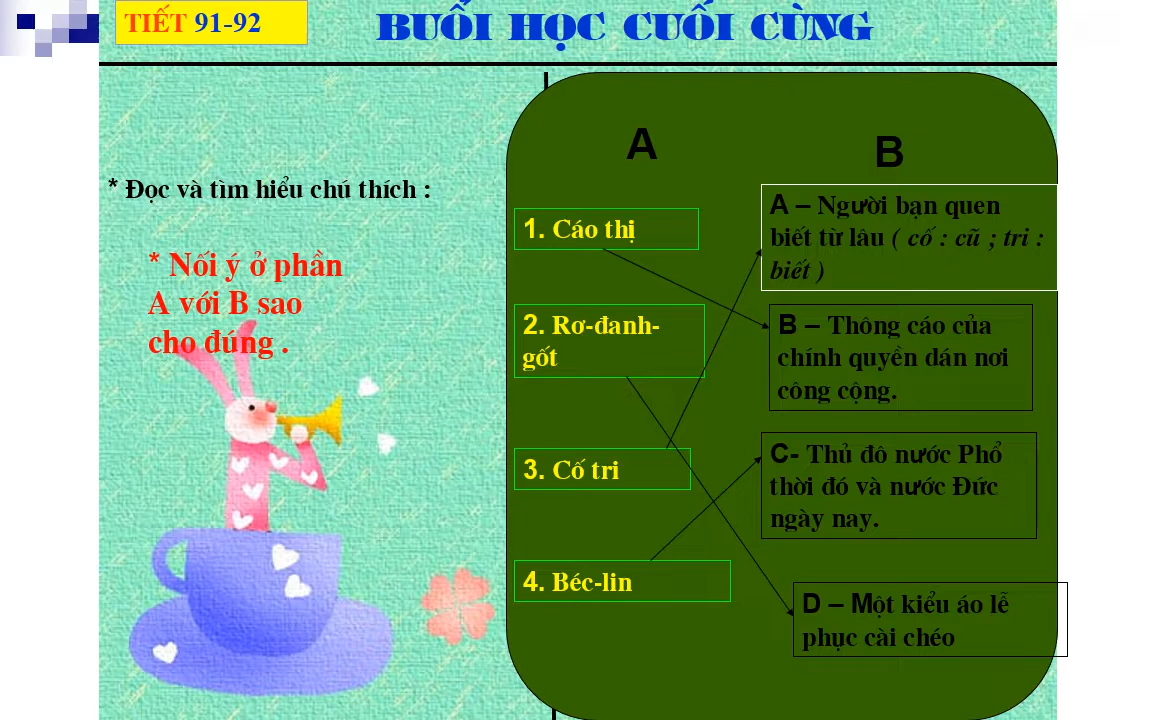 TIẾT 91-92
BUỔI HỌC CUỐI CÙNG
* Đọc và tìm hiểu chú thích :
* Nối ý ở phần
A với B sao
cho đúng .
A
1. Cáo thị
2. Rơ-đanh-
gốt
3. Cố tri
4. Béc-lin
B
A – Người bạn quen
biết từ lâu ( cố : cũ ; tri :
biết )
B – Thông cáo của
chính quyền dán nơi
công cộng.
C- Thủ đô nước Phổ
thời đó và nước Đức
ngày nay.
D – Một kiểu áo lễ
phục cài chéo